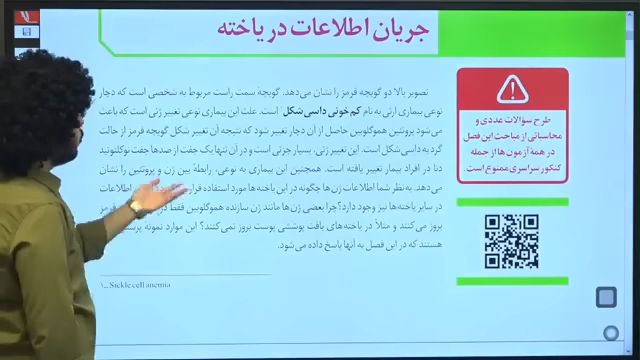 جریان اطلاعات در یاخته
تصویر بالا دو گویچه قرمز را نشان می‌دهد. گویچهٔ سمت راست مربوط به شخصی است که دچار
نوعی بیماری ارثی به نام کم خونی داسی شکل۱ است. علت این بیماری نوعی تغییر ژنی است که باعث
می‌شود پروتئین هموگلوبین حاصل از آن دچار تغییر شود که نتیجه آن تغییر شکل گویچه قرمز از حالت
گرد به داسی شکل است. این تغییر ژنی، بسیار جزئی است و در آن تنها یک جفت از صدها جفت نوکلئوتید
دنا در افراد بیمار تغییر یافته است. همچنین این بیماری به نوعی، رابطهٔ بین ژن و پروتئین را نشان
می‌دهد. به نظر شما اطلاعات ژن ها چگونه در این یاخته ها مورد استفاده اطلاعات
در سایر یاخته ها نیز وجود دارد؟ چرا بعضی ژن ها مانند ژن سازنده هموگلوبین فقط در قرمز
بروز می‌کنند و مثلاً در یاخته‌های بافت پوششی پوست بروز نمی‌کنند؟ این موارد نمونه
هستند که در این فصل به آنها پاسخ داده می‌شود.
۱_ Sickle cell anemia
طرح سؤالات عددی و
محاسباتی از مباحث این فصل
در همهٔ آزمون ها از جمله
کنکور سراسری ممنوع است.